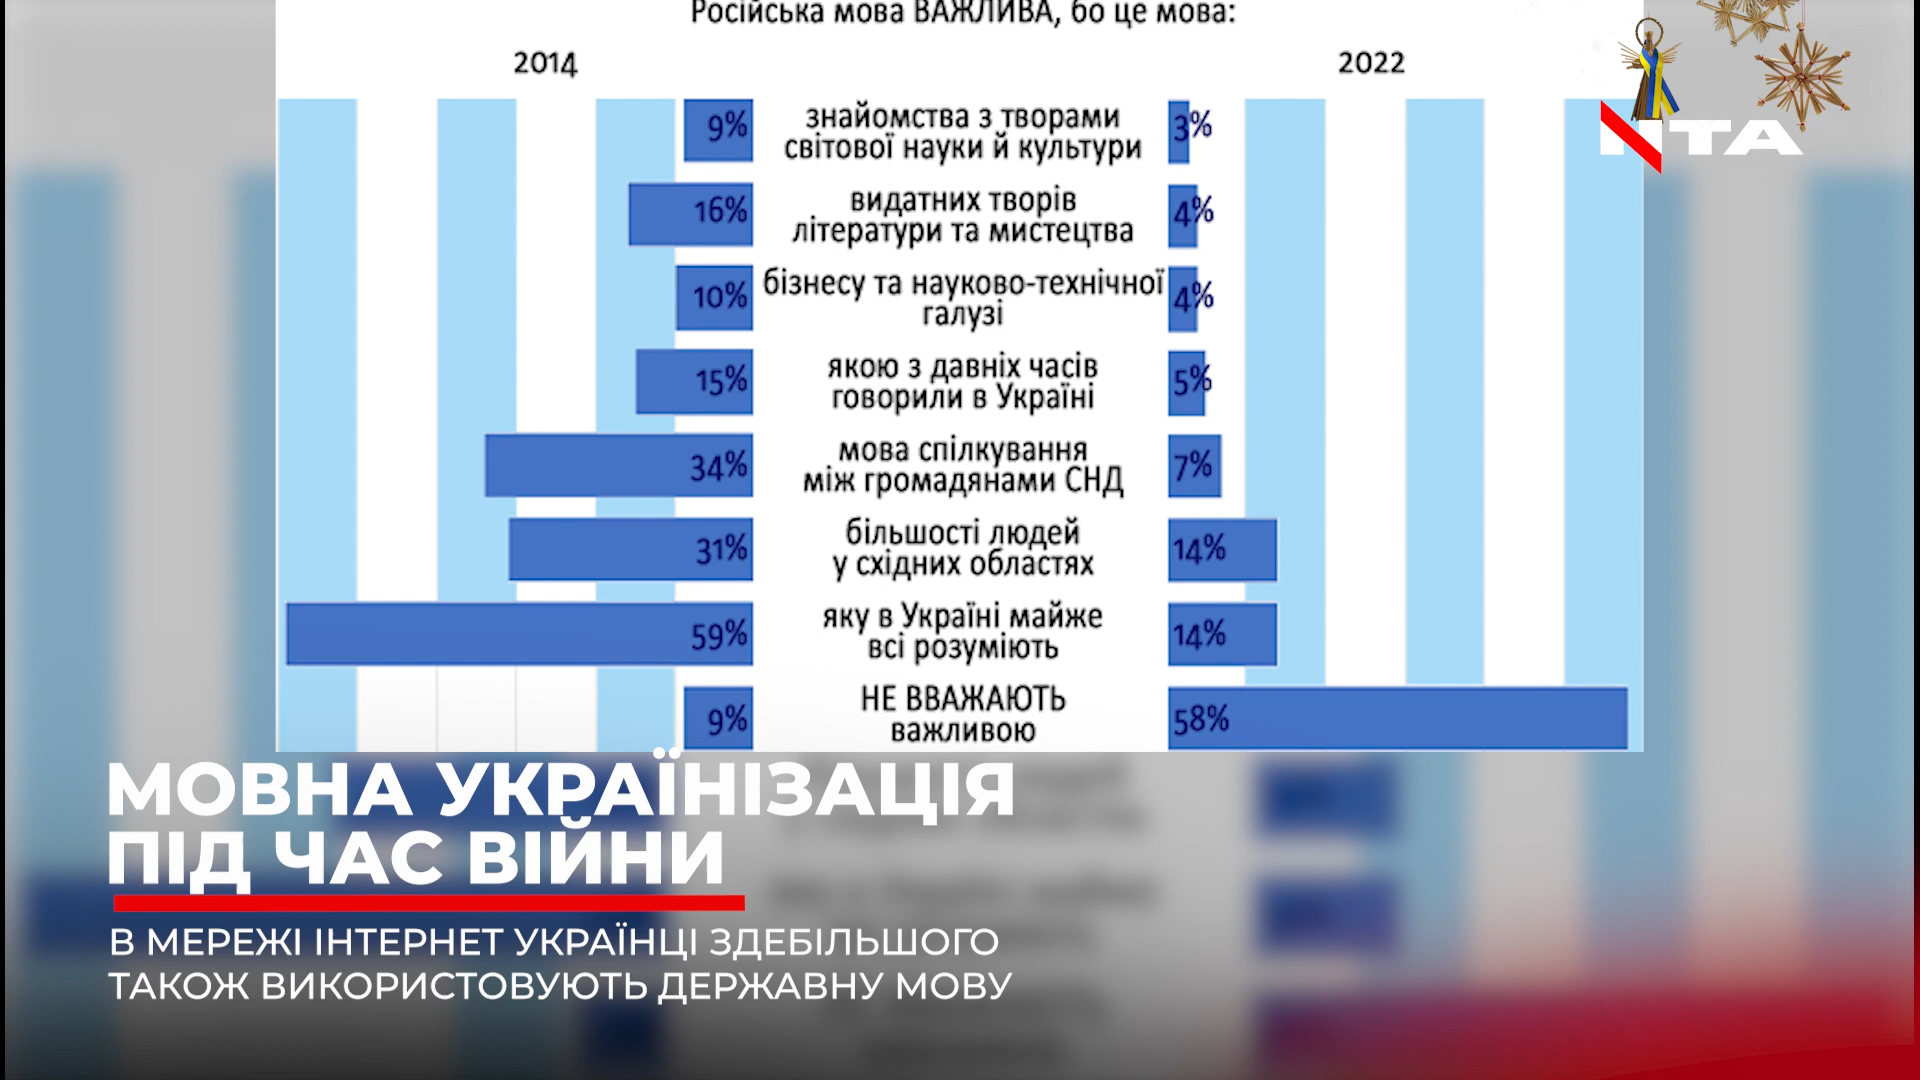 Російська мова ВАЖЛИВА, бо це мова:
2014
2022
9%
знайомства з творами
світової науки й культури
3%
16%
видатних творів
літератури та мистецтва
4%
10%
бізнесу та науково-технічної
галузі
4%
15%
якою з давніх часів
говорили в Україні
5%
34%
мова спілкування
між громадянами СНД
7%
31%
більшості людей
у східних областях
14%
59%
яку в Україні майже
всі розуміють
14%
9%
НЕ ВВАЖАЮТЬ
важливою
58%
NTA
МОВНА УКРАЇНІЗАЦІЯ
ПІД ЧАС ВІЙНИ
В МЕРЕЖІ ІНТЕРНЕТ УКРАЇНЦІ ЗДЕБІЛЬШОГО
ТАКОЖ ВИКОРИСТОВУЮТЬ ДЕРЖАВНУ МОВУ